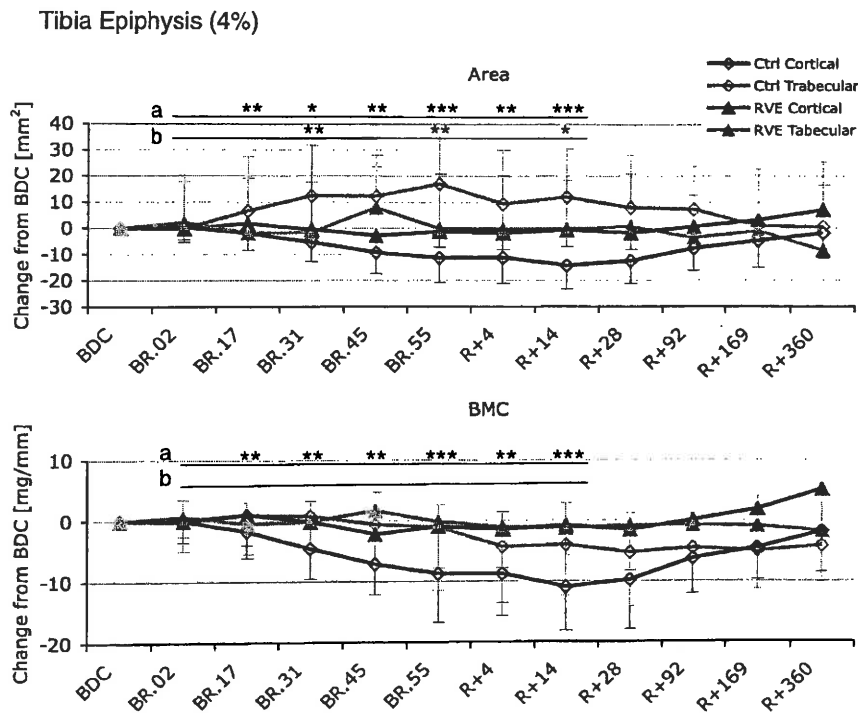 Tibia Epiphysis (4%)
Area
Ctrl Cortical
Ctrl Trabecular
RVE Cortical
RVE Tabecular
a ** * ** *** ** ***
b ** ** *
Change from BDC [mm²]
40
30
20
10
0
-10
-20
-30
BDC BR.02 BR.17 BR.31 BR.45 BR.55 R+4 R+14 R+28 R+92 R+169 R+360
BMC
a ** ** ** *** ** ***
b
Change from BDC [mg/mm]
10
0
-10
-20
BDC BR.02 BR.17 BR.31 BR.45 BR.55 R+4 R+14 R+28 R+92 R+169 R+360